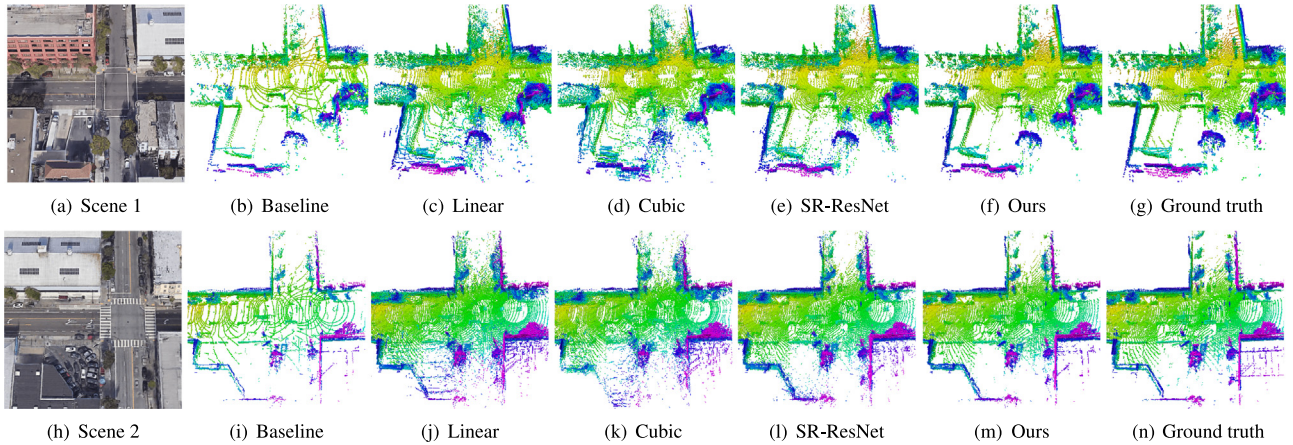 (a) Scene 1
(b) Baseline
(c) Linear
(d) Cubic
(e) SR-ResNet
(f) Ours
(g) Ground truth
(h) Scene 2
(i) Baseline
(j) Linear
(k) Cubic
(l) SR-ResNet
(m) Ours
(n) Ground truth